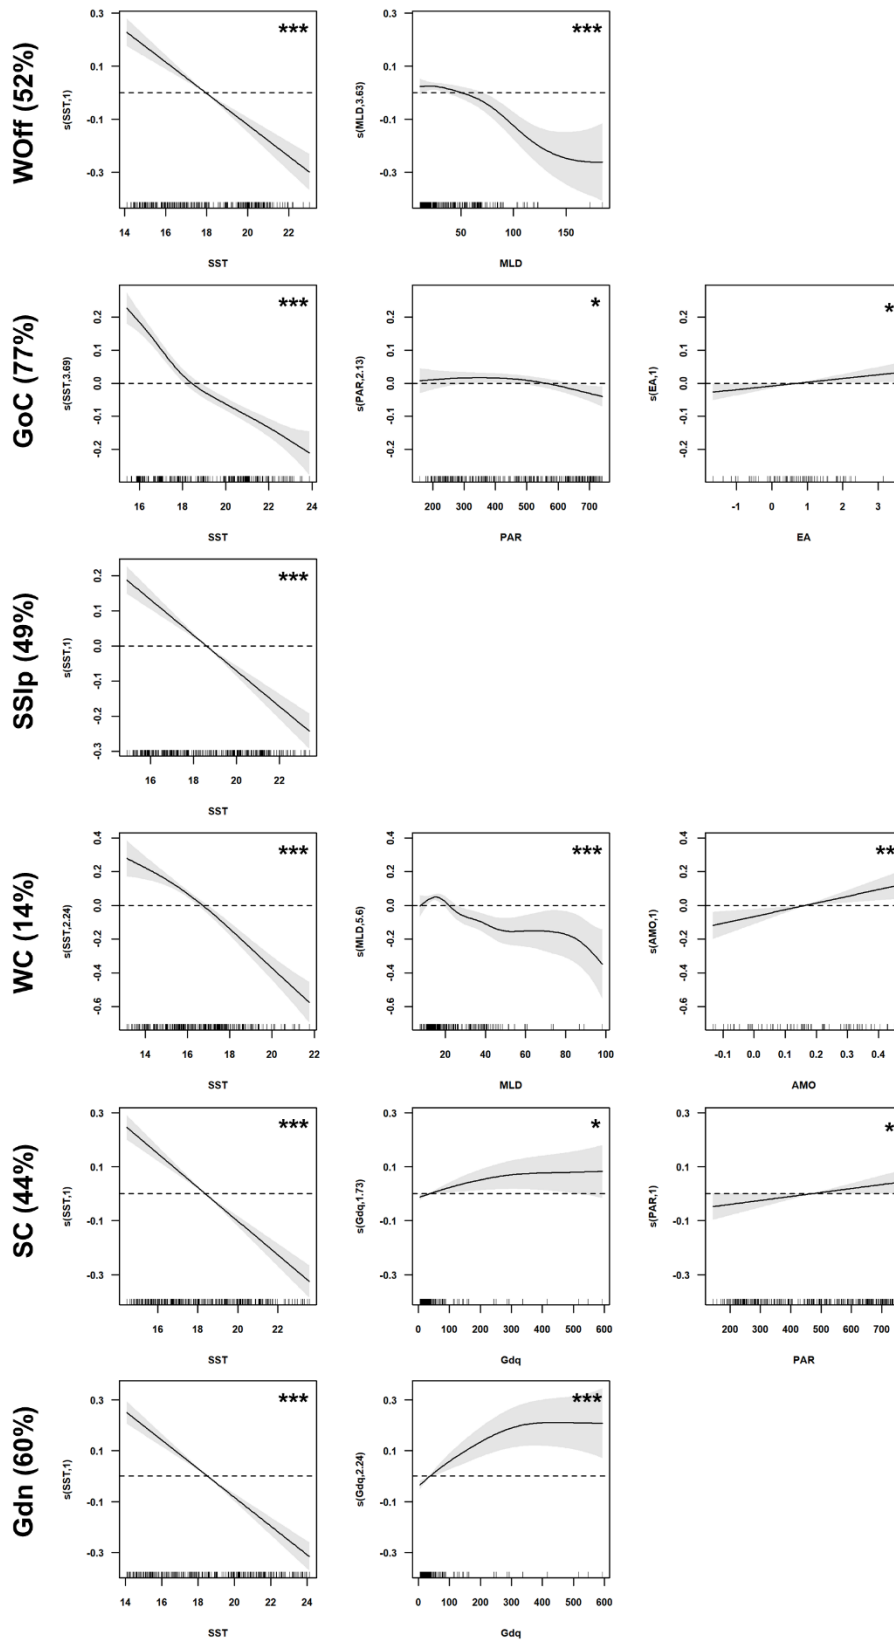 WOff (52%)
s(SST,1)
0.3
0.1
-0.1
-0.3
***
14 16 18 20 22
SST
s(MLD,3.63)
0.3
0.1
-0.1
-0.3
***
50 100 150
MLD
GoC (77%)
s(SST,3.69)
0.2
0.1
0.0
-0.1
-0.2
***
16 18 20 22 24
SST
s(PAR,2.13)
0.2
0.1
0.0
-0.1
-0.2
*
200 300 400 500 600 700
PAR
s(EA,1)
0.2
0.1
0.0
-0.1
-0.2
*
-1 0 1 2 3
EA
SSlp (49%)
s(SST,1)
0.2
0.1
0.0
-0.1
-0.2
-0.3
***
16 18 20 22
SST
WC (14%)
s(SST,2.24)
0.4
0.2
0.0
-0.2
-0.4
-0.6
***
14 16 18 20 22
SST
s(MLD,5.6)
0.4
0.2
0.0
-0.2
-0.4
-0.6
***
20 40 60 80 100
MLD
s(AMO,1)
0.4
0.2
0.0
-0.2
-0.4
-0.6
**
-0.1 0.0 0.1 0.2 0.3 0.4
AMO
SC (44%)
s(SST,1)
0.3
0.1
-0.1
-0.3
***
16 18 20 22
SST
s(Gdq,1.73)
0.3
0.1
-0.1
-0.3
*
0 100 200 300 400 500 600
Gdq
s(PAR,1)
0.3
0.1
-0.1
-0.3
*
200 300 400 500 600 700
PAR
Gdn (60%)
s(SST,1)
0.3
0.1
-0.1
-0.3
***
14 16 18 20 22 24
SST
s(Gdq,2.24)
0.3
0.1
-0.1
-0.3
***
0 100 200 300 400 500 600
Gdq